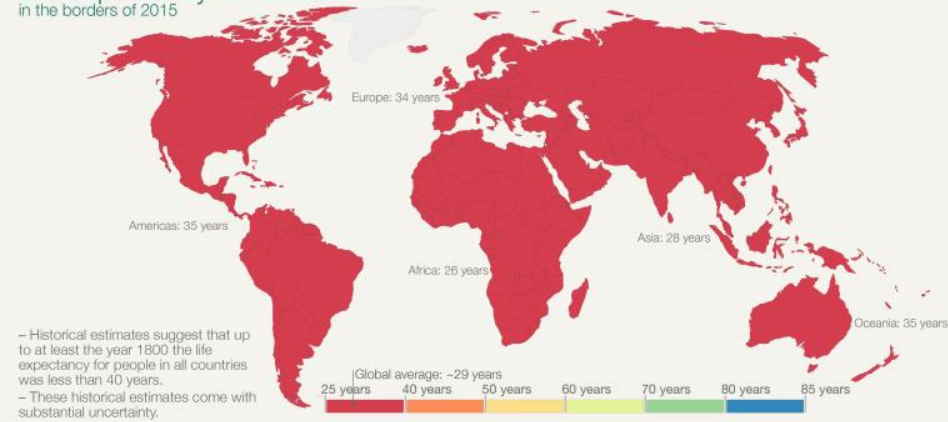 in the borders of 2015
Europe: 34 years
Americas: 35 years
Asia: 28 years
Africa: 26 years
Oceania: 35 years
– Historical estimates suggest that up
to at least the year 1800 the life
expectancy for people in all countries
was less than 40 years.
– These historical estimates come with
substantial uncertainty.
Global average: ~29 years
25 years 40 years 50 years 60 years 70 years 80 years 85 years